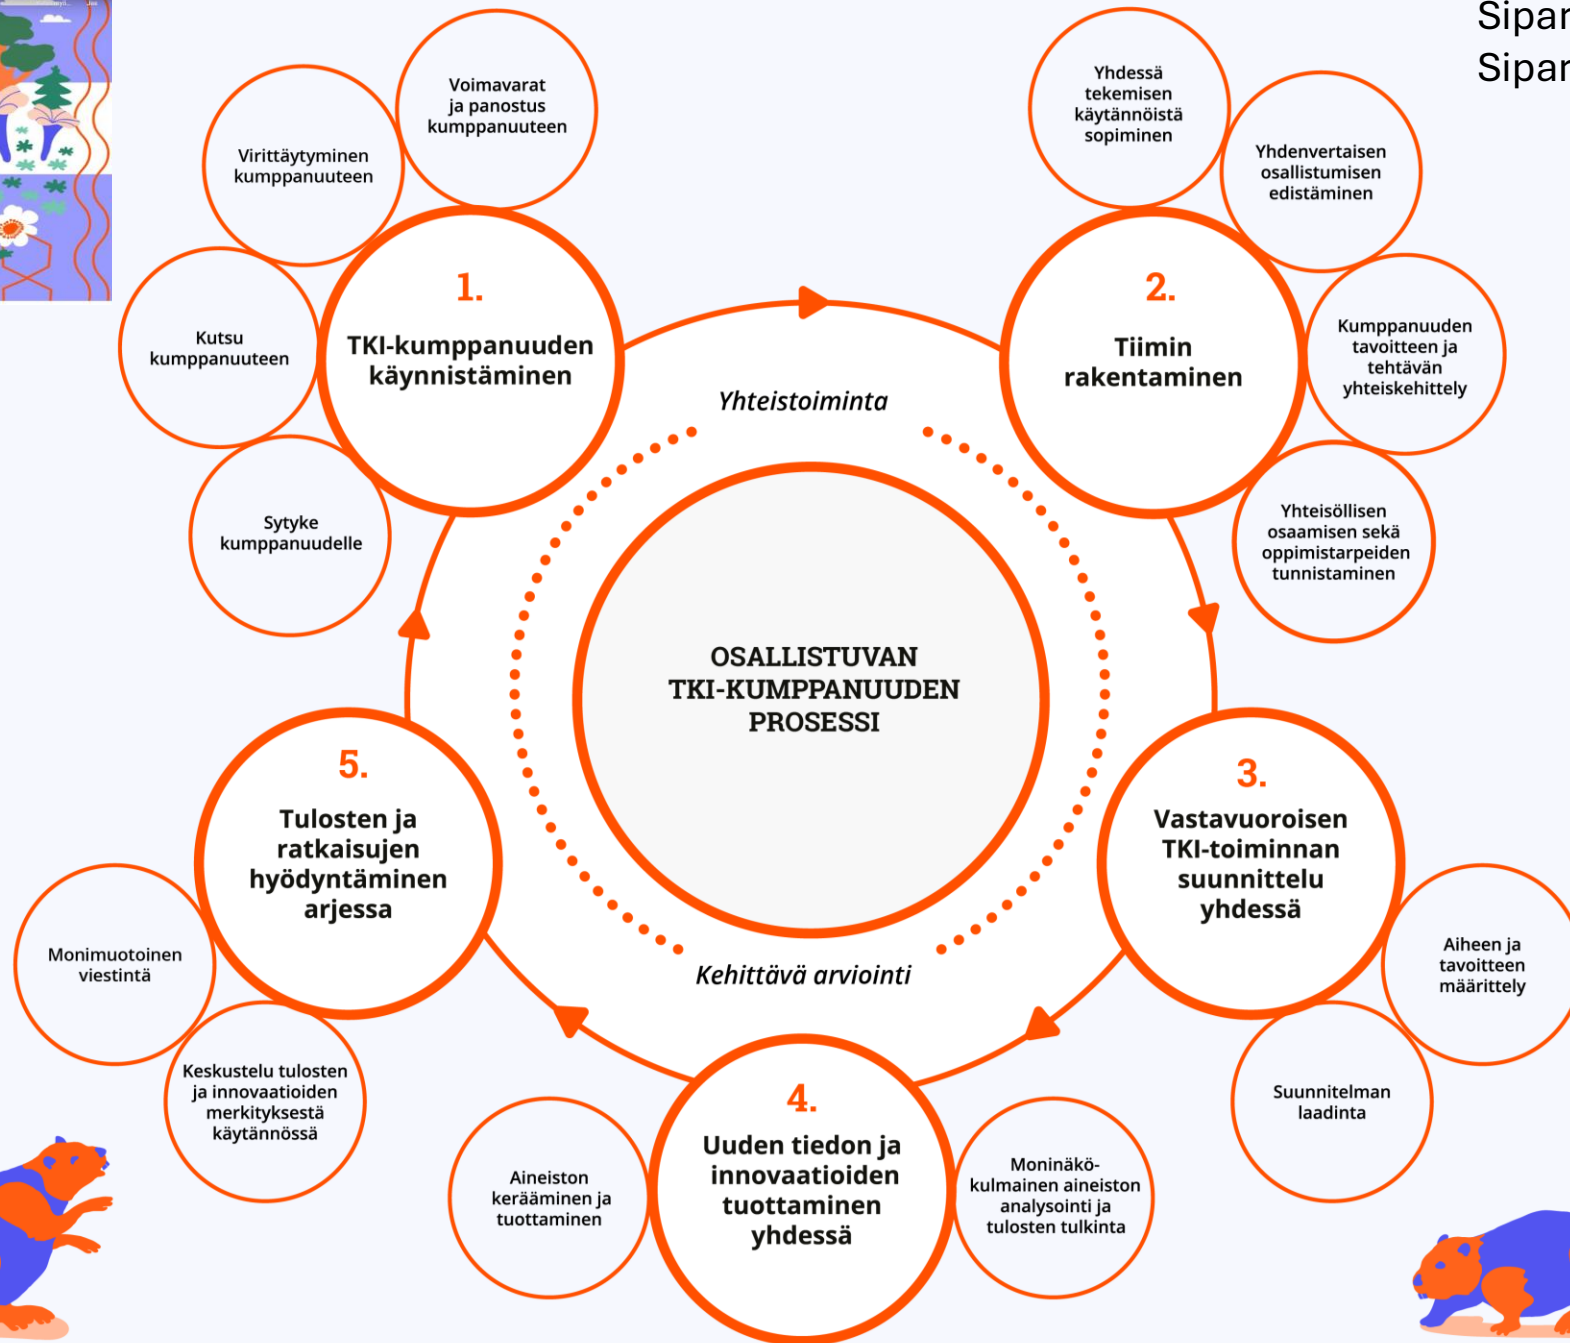 Sipar
Sipar
Voimavarat
ja panostus
kumppanuuteen
Virittäytyminen
kumppanuuteen
Kutsu
kumppanuuteen
Sytyke
kumppanuudelle
1.
TKI-kumppanuuden
käynnistäminen
Yhdessä
tekemisen
käytännöistä
sopiminen
Yhdenvertaisen
osallistumisen
edistäminen
Kumppanuuden
tavoitteen ja
tehtävän
yhteiskehittely
Yhteisöllisen
osaamisen sekä
oppimistarpeiden
tunnistaminen
2.
Tiimin
rakentaminen
Yhteistoiminta
OSALLISTUVAN
TKI-KUMPPANUUDEN
PROSESSI
Kehittävä arviointi
3.
Vastavuoroisen
TKI-toiminnan
suunnittelu
yhdessä
Aiheen ja
tavoitteen
määrittely
Suunnitelman
laadinta
4.
Uuden tiedon ja
innovaatioiden
tuottaminen
yhdessä
Moninäkö-
kulmainen aineiston
analysointi ja
tulosten tulkinta
Aineiston
kerääminen ja
tuottaminen
5.
Tulosten ja
ratkaisujen
hyödyntäminen
arjessa
Monimuotoinen
viestintä
Keskustelu tulosten
ja innovaatioiden
merkityksestä
käytännössä